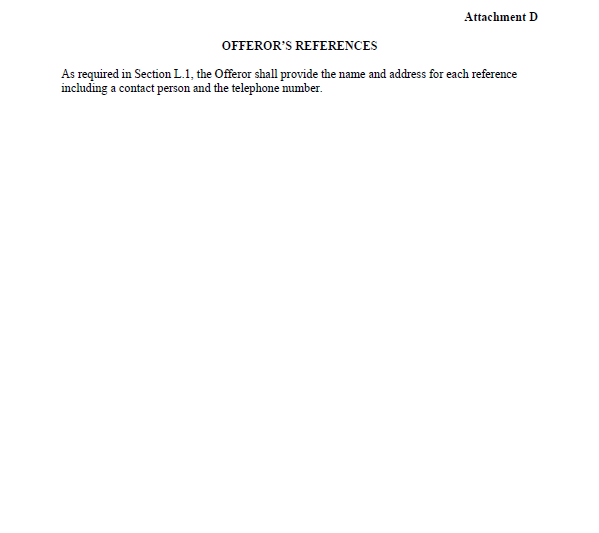 Attachment D
OFFEROR’S REFERENCES
As required in Section L.1, the Offeror shall provide the name and address for each reference
including a contact person and the telephone number.